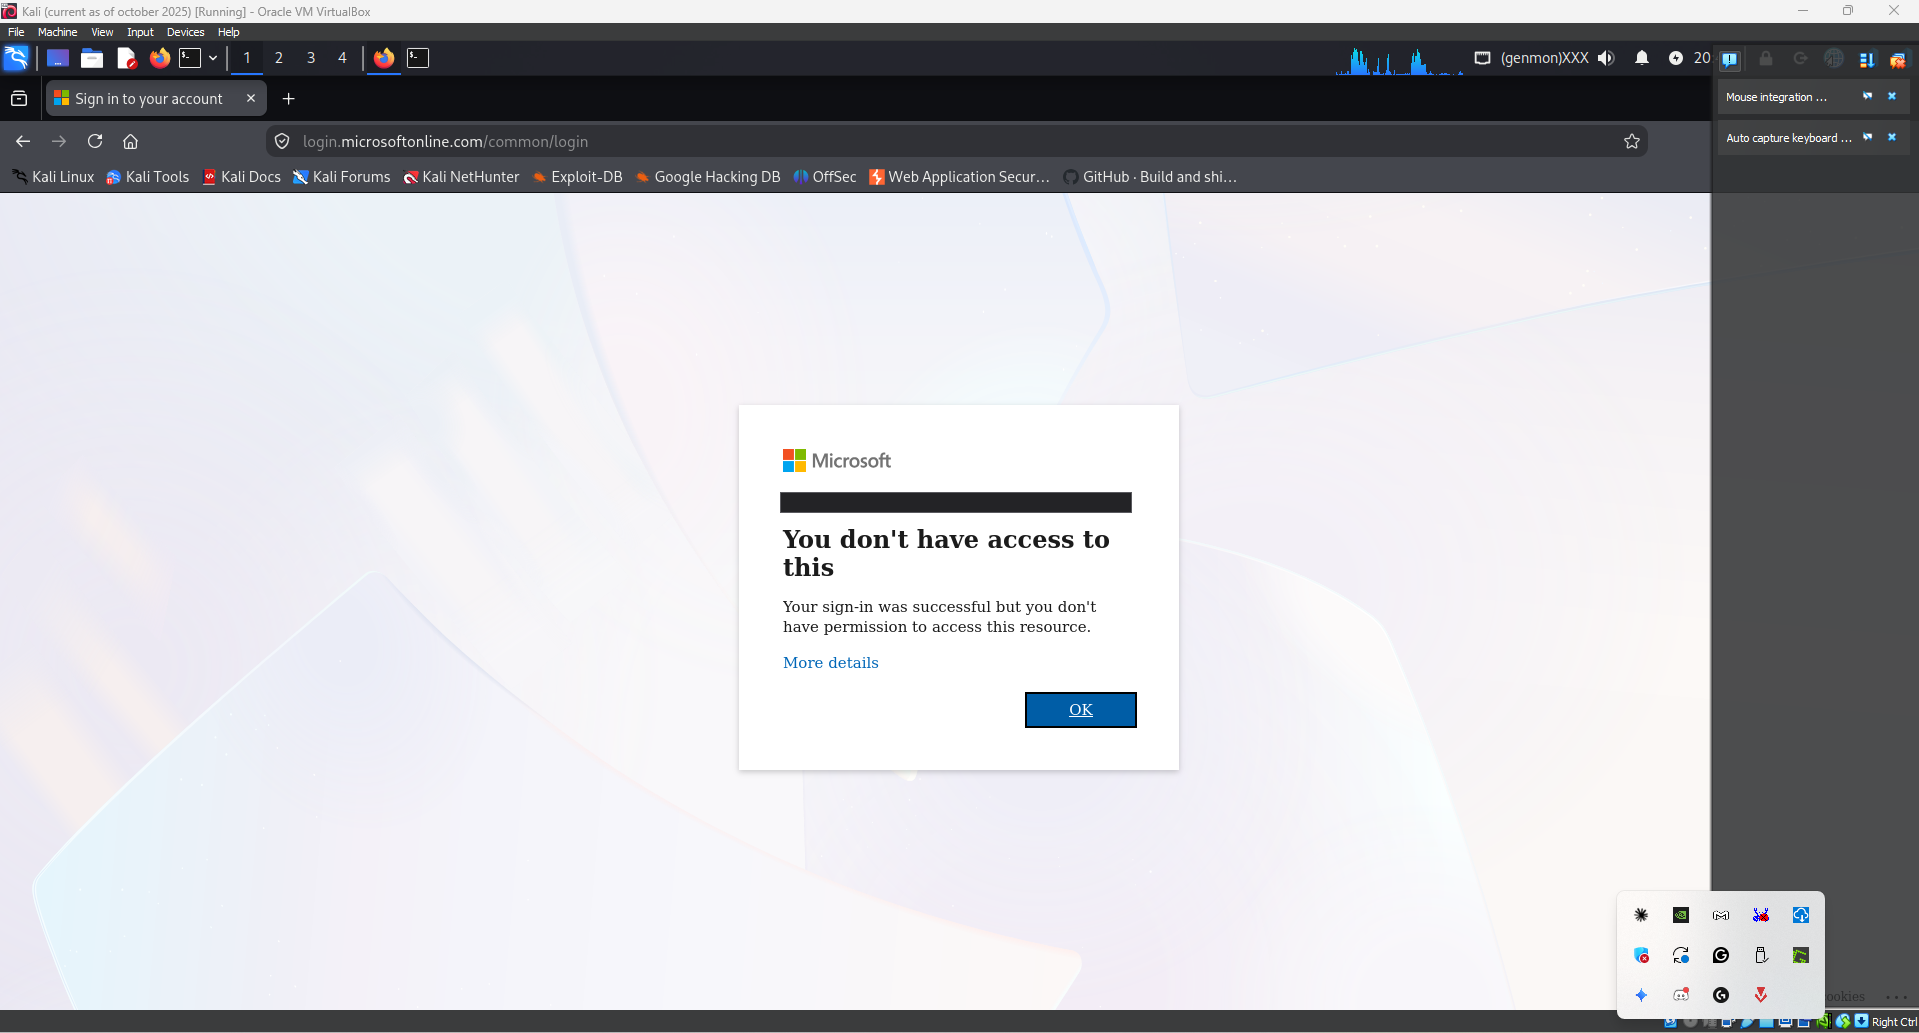 Kali (current as of october 2025) [Running] - Oracle VM VirtualBox
File Machine View Input Devices Help
1 2 3 4 (genmon)XXX 20
Sign in to your account
Mouse integration ...
login.microsoftonline.com/common/login
Auto capture keyboard ...
Kali Linux Kali Tools Kali Docs Kali Forums Kali NetHunter Exploit-DB Google Hacking DB OffSec Web Application Secur... GitHub · Build and shi...
Microsoft
You don't have access to
this
Your sign-in was successful but you don't
have permission to access this resource.
More details
OK
ookies ...
Right Ctrl